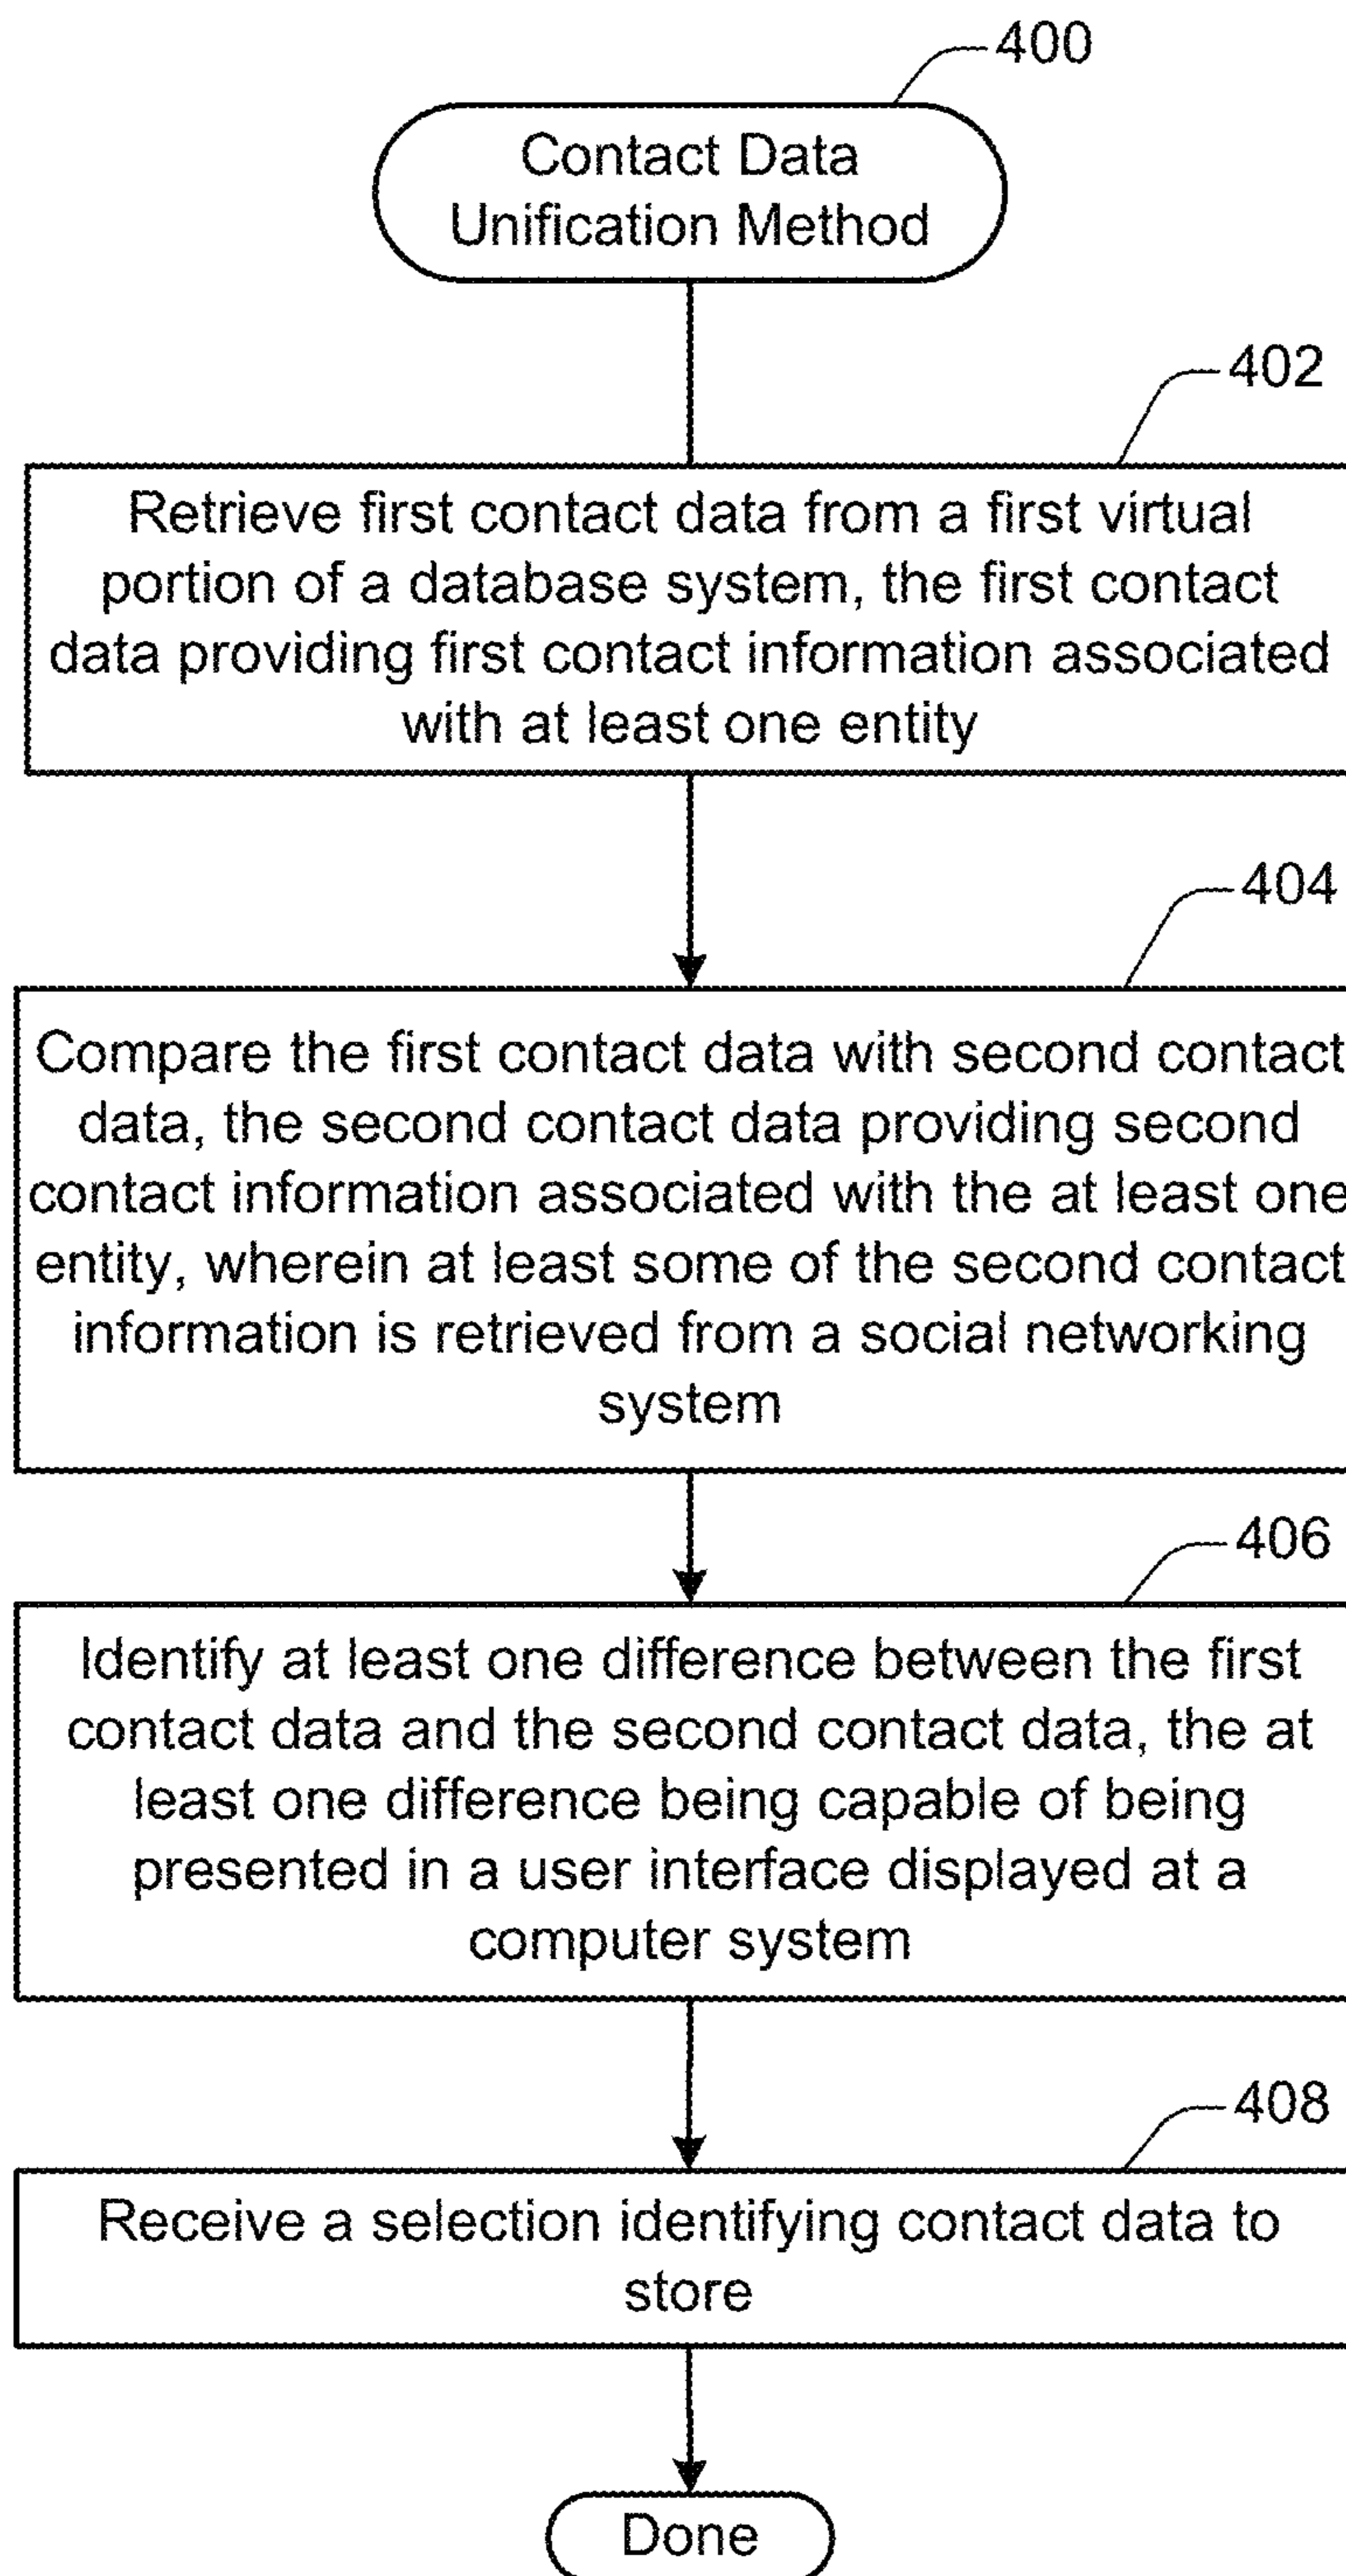 400
Contact Data
Unification Method
402
Retrieve first contact data from a first virtual
portion of a database system, the first contact
data providing first contact information associated
with at least one entity
404
Compare the first contact data with second contact
data, the second contact data providing second
contact information associated with the at least one
entity, wherein at least some of the second contact
information is retrieved from a social networking
system
406
Identify at least one difference between the first
contact data and the second contact data, the at
least one difference being capable of being
presented in a user interface displayed at a
computer system
408
Receive a selection identifying contact data to
store
Done